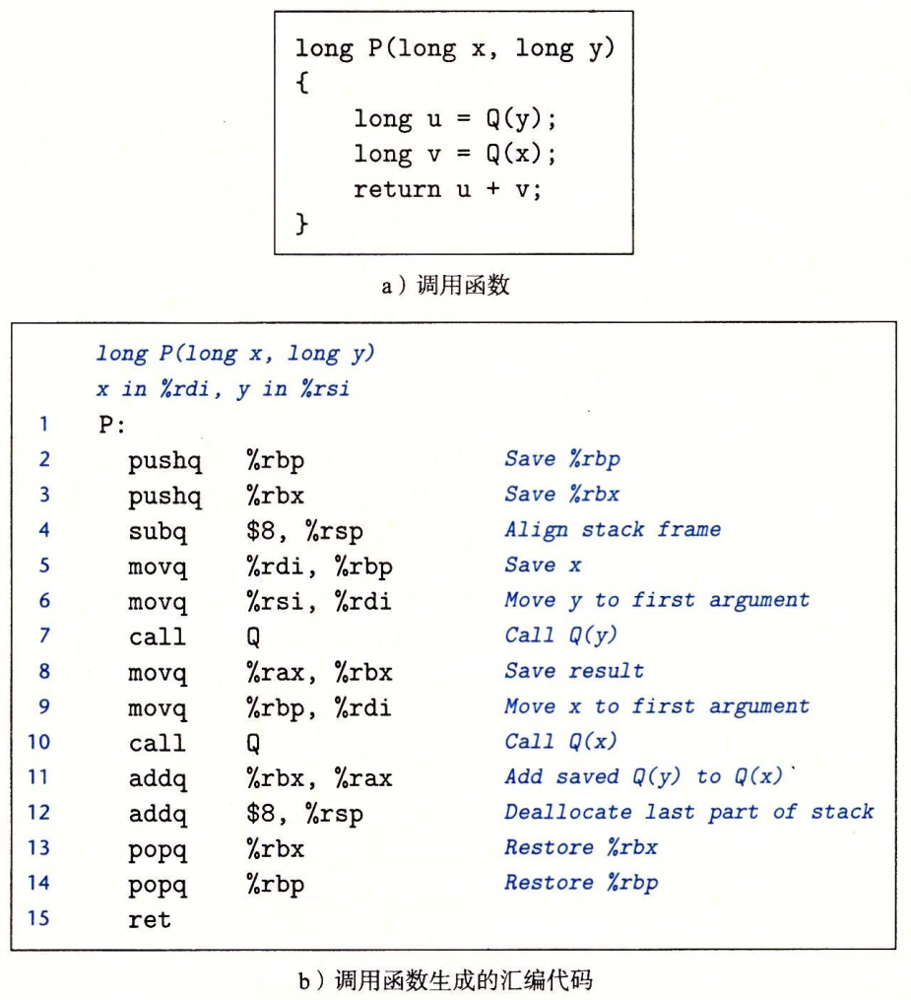 long P(long x, long y)
{
    long u = Q(y);
    long v = Q(x);
    return u + v;
}
a）调用函数
long P(long x, long y)
x in %rdi, y in %rsi
1 P:
2 pushq %rbp Save %rbp
3 pushq %rbx Save %rbx
4 subq $8, %rsp Align stack frame
5 movq %rdi, %rbp Save x
6 movq %rsi, %rdi Move y to first argument
7 call Q Call Q(y)
8 movq %rax, %rbx Save result
9 movq %rbp, %rdi Move x to first argument
10 call Q Call Q(x)
11 addq %rbx, %rax Add saved Q(y) to Q(x)
12 addq $8, %rsp Deallocate last part of stack
13 popq %rbx Restore %rbx
14 popq %rbp Restore %rbp
15 ret
b）调用函数生成的汇编代码